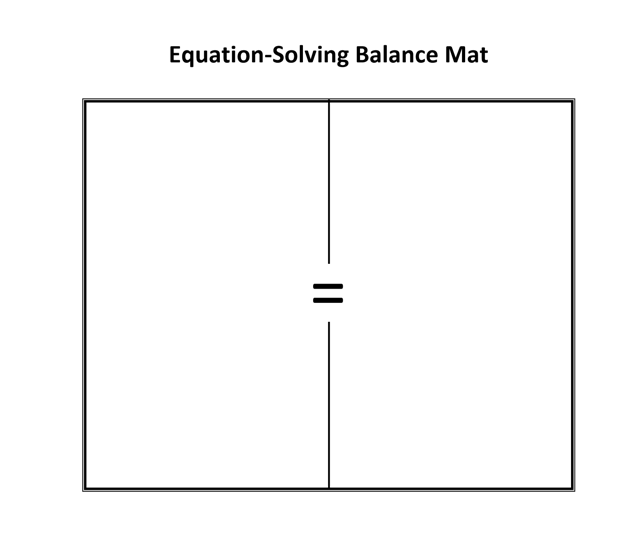 Equation-Solving Balance Mat
=